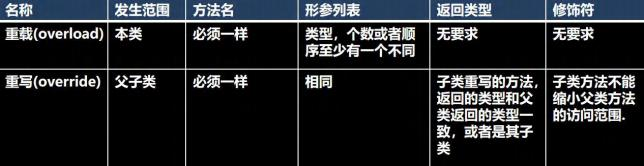 名称 发生范围 方法名 形参列表 返回类型 修饰符
重载(overload) 本类 必须一样 类型，个数或者顺序至少有一个不同 无要求 无要求
重写(override) 父子类 必须一样 相同 子类重写的方法，返回的类型和父类返回的类型一致，或者是其子类 子类方法不能缩小父类方法的访问范围.